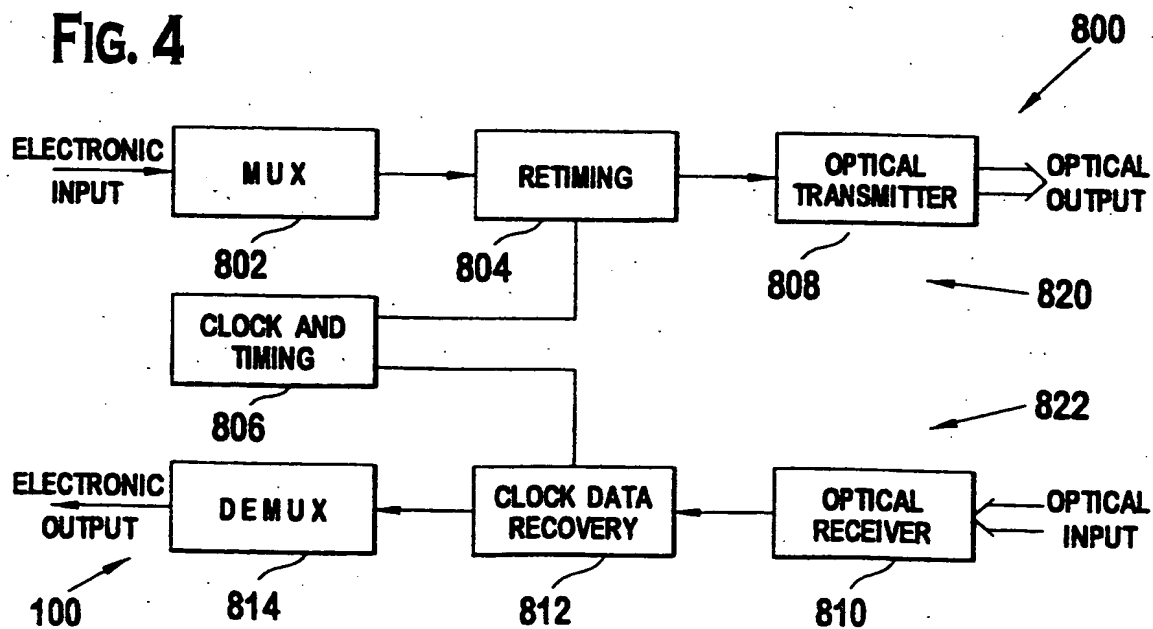 FIG. 4
800
ELECTRONIC
INPUT
MUX
RETIMING
OPTICAL
TRANSMITTER
OPTICAL
OUTPUT
802
804
808
820
CLOCK AND
TIMING
806
822
ELECTRONIC
OUTPUT
DEMUX
CLOCK DATA
RECOVERY
OPTICAL
RECEIVER
OPTICAL
INPUT
100
814
812
810